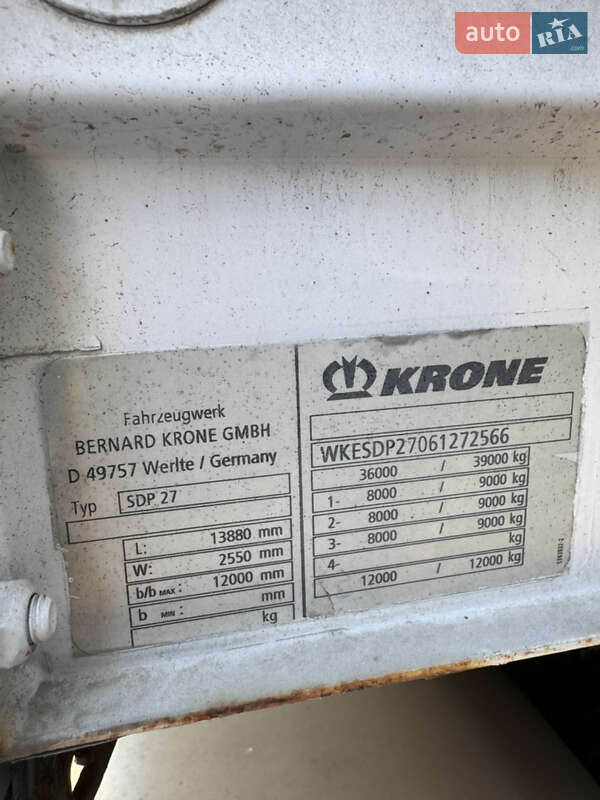 auto RIA .com
Fahrzeugwerk
BERNARD KRONE GMBH
D 49757 Werlte / Germany
Typ SDP 27
L: 13880 mm
W: 2550 mm
b/b MAX: 12000 mm
b MIN: mm
kg
KRONE
WKESDP27061272566
36000 / 39000 kg
1- 8000 / 9000 kg
2- 8000 / 9000 kg
3- 8000 / 9000 kg
4- kg
12000 / 12000 kg